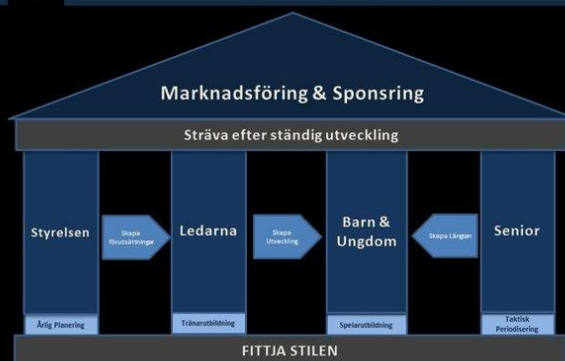 Marknadsföring & Sponsring
Sträva efter ständig utveckling
Styrelsen
Skapa
förutsättningar
Ledarna
Skapa
Utveckling
Barn &
Ungdom
Skapa Längtan
Senior
Årlig Planering
Tränarutbildning
Spelarutbildning
Taktisk
Periodisering
FITTJA STILEN